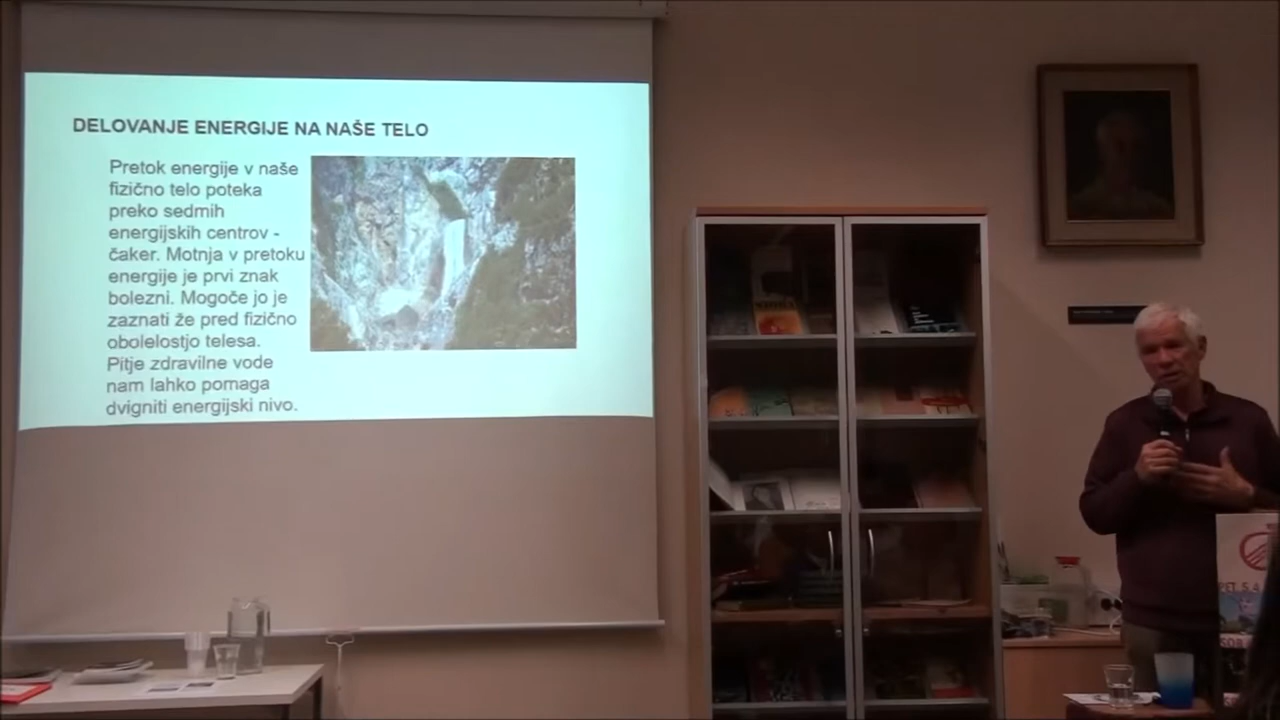 DELOVANJE ENERGIJE NA NAŠE TELO
Pretok energije v naše
fizično telo poteka
preko sedmih
energijskih centrov -
čaker. Motnja v pretoku
energije je prvi znak
bolezni. Mogoče jo je
zaznati že pred fizično
obolelostjo telesa.
Pitje zdravilne vode
nam lahko pomaga
dvigniti energijski nivo.